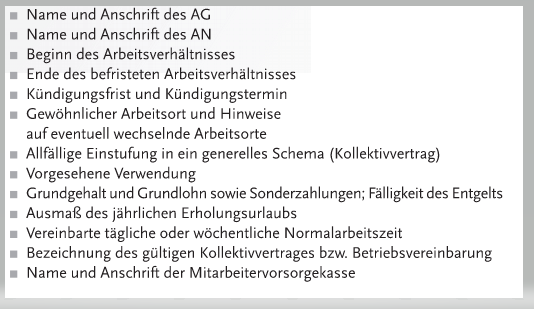 Name und Anschrift des AG
Name und Anschrift des AN
Beginn des Arbeitsverhältnisses
Ende des befristeten Arbeitsverhältnisses
Kündigungsfrist und Kündigungstermin
Gewöhnlicher Arbeitsort und Hinweise
auf eventuell wechselnde Arbeitsorte
Allfällige Einstufung in ein generelles Schema (Kollektivvertrag)
Vorgesehene Verwendung
Grundgehalt und Grundlohn sowie Sonderzahlungen; Fälligkeit des Entgelts
Ausmaß des jährlichen Erholungsurlaubs
Vereinbarte tägliche oder wöchentliche Normalarbeitszeit
Bezeichnung des gültigen Kollektivvertrages bzw. Betriebsvereinbarung
Name und Anschrift der Mitarbeitervorsorgekasse